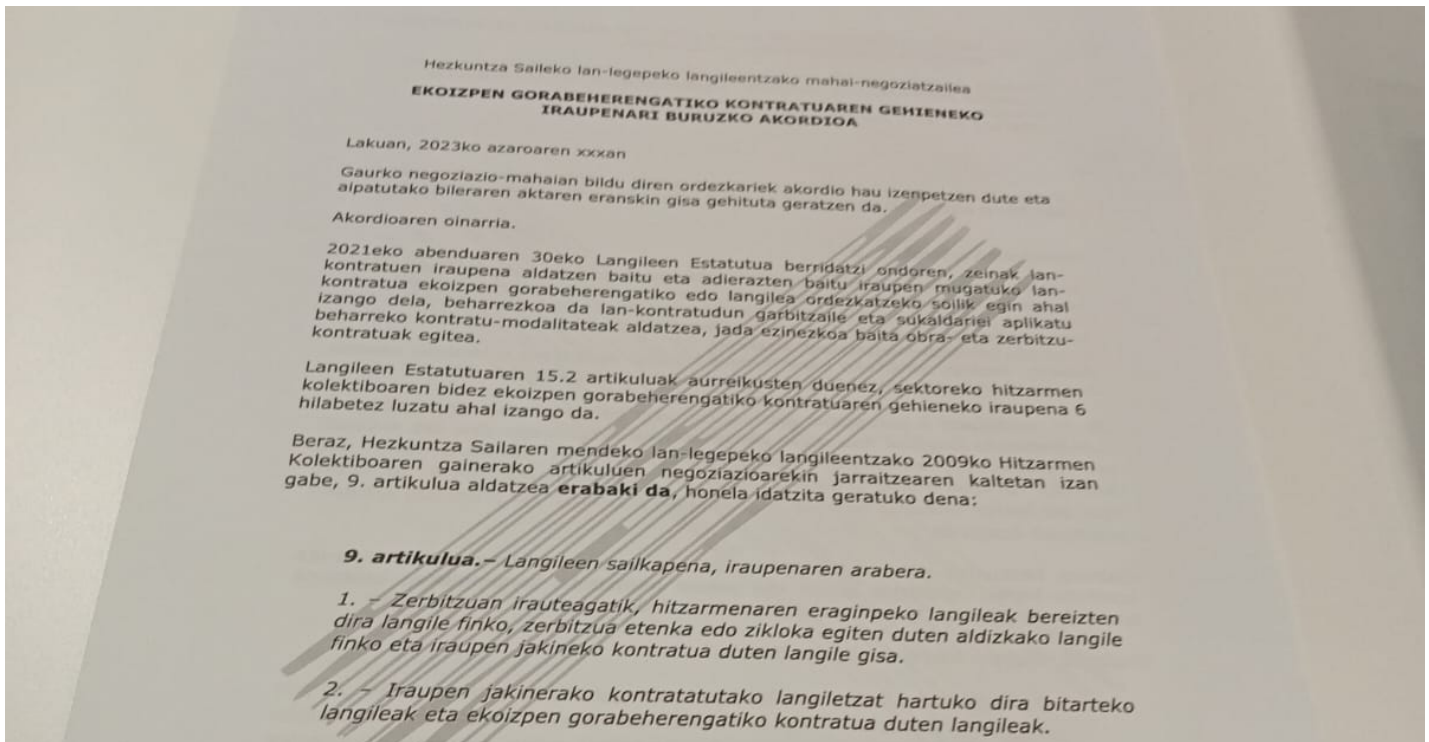 Hezkuntza Saileko lan-legepeko langileentzako mahai-negoziatzailea
EKOIZPEN GORABEHERENGATIKO KONTRATUAREN GEHIENEKO
IRAUPENARI BURUZKO AKORDIOA
Lakuan, 2023ko azaroaren xxxan
Gaurko negoziazio-mahaian bildu diren ordezkariek akordio hau izenpetzen dute eta
aipatutako bileraren aktaren eranskin gisa gehituta geratzen da.
Akordioaren oinarria.
2021eko abenduaren 30eko Langileen Estatutua berridatzi ondoren, zeinak lan-
kontratuen iraupena aldatzen baitu eta adierazten baitu iraupen mugatuko lan-
kontratua ekoizpen gorabeherengatiko edo langilea ordezkatzeko soilik egin ahal
izango dela, beharrezkoa da lan-kontratudun garbitzaile eta sukaldariei aplikatu
beharreko kontratu-modalitateak aldatzea, jada ezinezkoa baita obra- eta zerbitzu-
kontratuak egitea.
Langileen Estatutuaren 15.2 artikuluak aurreikusten duenez, sektoreko hitzarmen
kolektiboaren bidez ekoizpen gorabeherengatiko kontratuaren gehieneko iraupena 6
hilabetez luzatu ahal izango da.
Beraz, Hezkuntza Sailaren mendeko lan-legepeko langileentzako 2009ko Hitzarmen
Kolektiboaren gainerako artikuluen negoziazioarekin jarraitzearen kaltetan izan
gabe, 9. artikulua aldatzea erabaki da, honela idatzita geratuko dena:
9. artikulua.– Langileen sailkapena, iraupenaren arabera.
1. – Zerbitzuan irauteagatik, hitzarmenaren eraginpeko langileak bereizten
dira langile finko, zerbitzua etenka edo zikloka egiten duten aldizkako langile
finko eta iraupen jakineko kontratua duten langile gisa.
2. – Iraupen jakinerako kontratatutako langiletzat hartuko dira bitarteko
langileak eta ekoizpen gorabeherengatiko kontratua duten langileak.